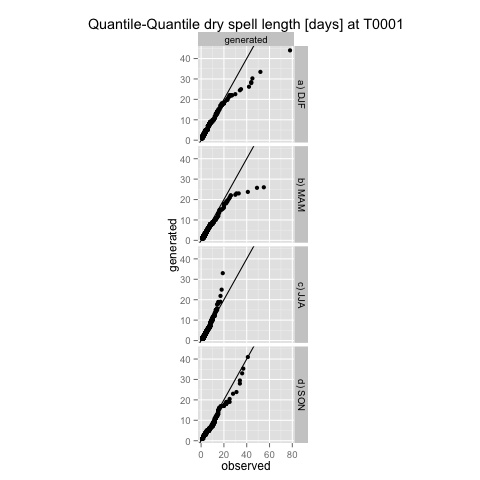 Quantile-Quantile dry spell length [days] at T0001
generated
40
30
20
10
0
a) DJF
40
30
20
10
0
b) MAM
generated
40
30
20
10
0
c) JJA
40
30
20
10
0
d) SON
0 20 40 60 80
observed